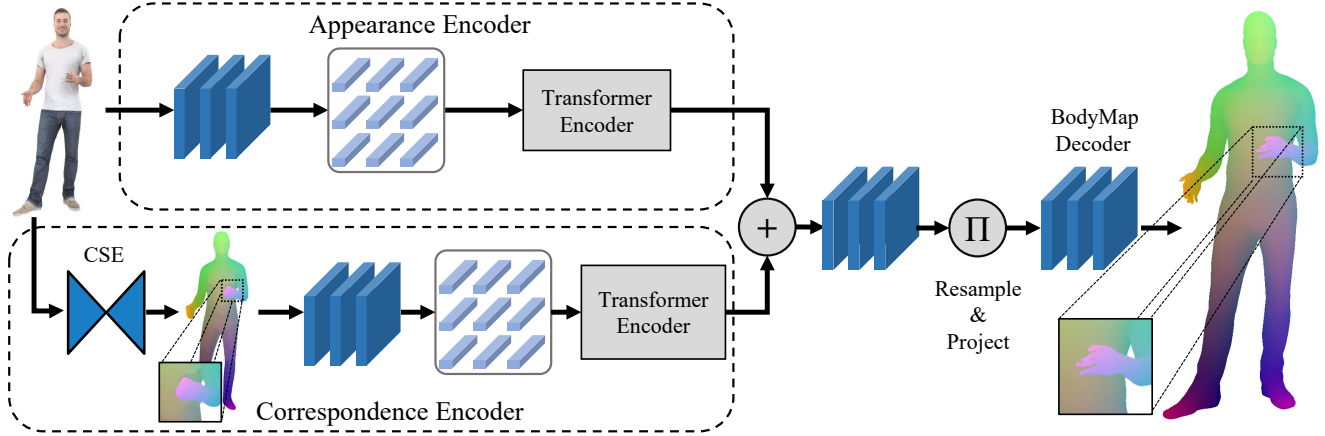 Appearance Encoder
Transformer
Encoder
BodyMap
Decoder
+
Π
CSE
Transformer
Encoder
Resample
&
Project
Correspondence Encoder